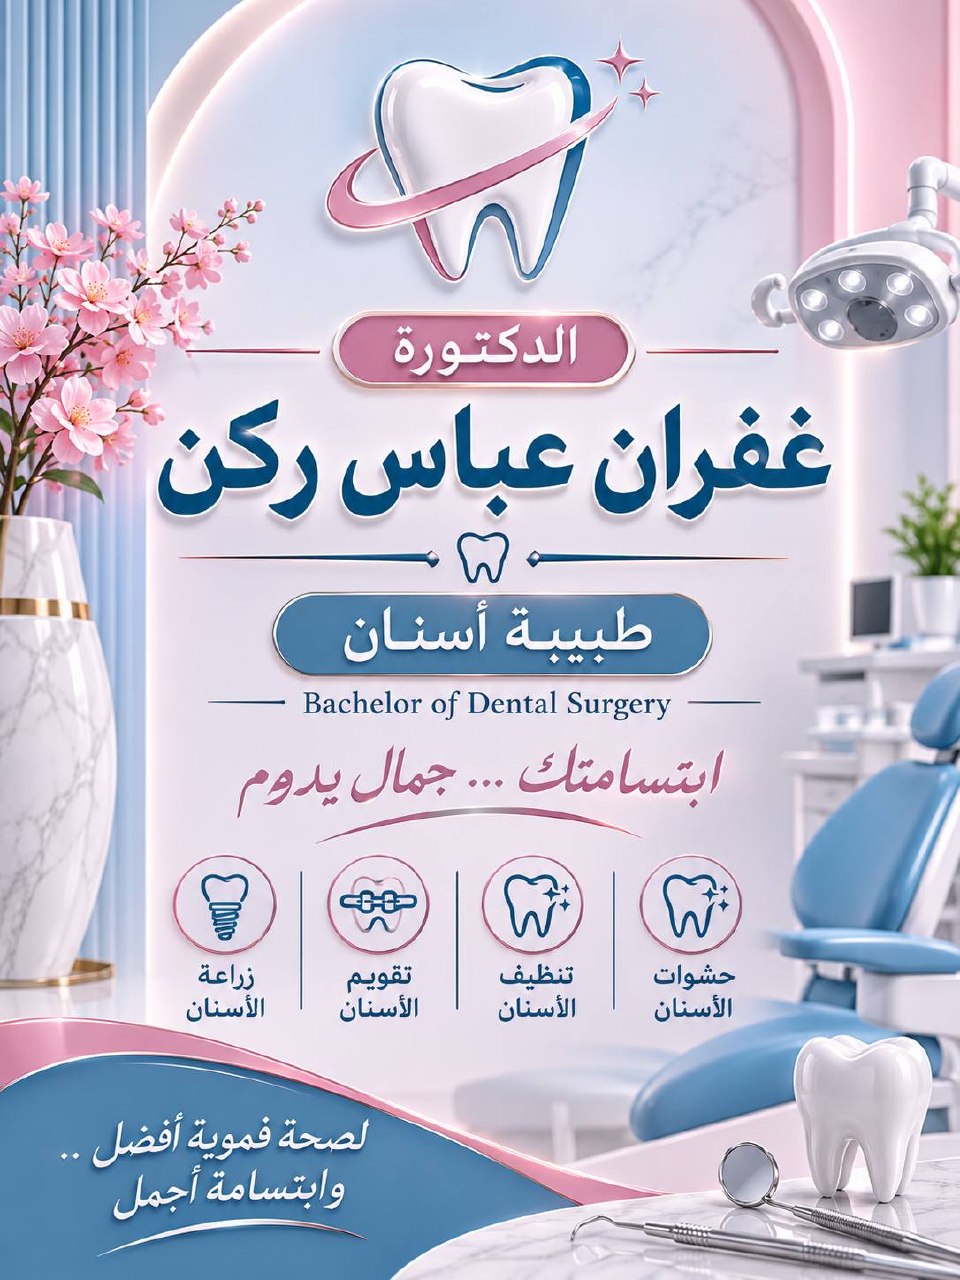 الدكتورة
غفران عباس ركن
طبيبة أسنان
Bachelor of Dental Surgery
ابتسامتك ... جمال يدوم
حشوات الأسنان
تنظيف الأسنان
تقويم الأسنان
زراعة الأسنان
لصحة فموية أفضل ..
وابتسامة أجمل